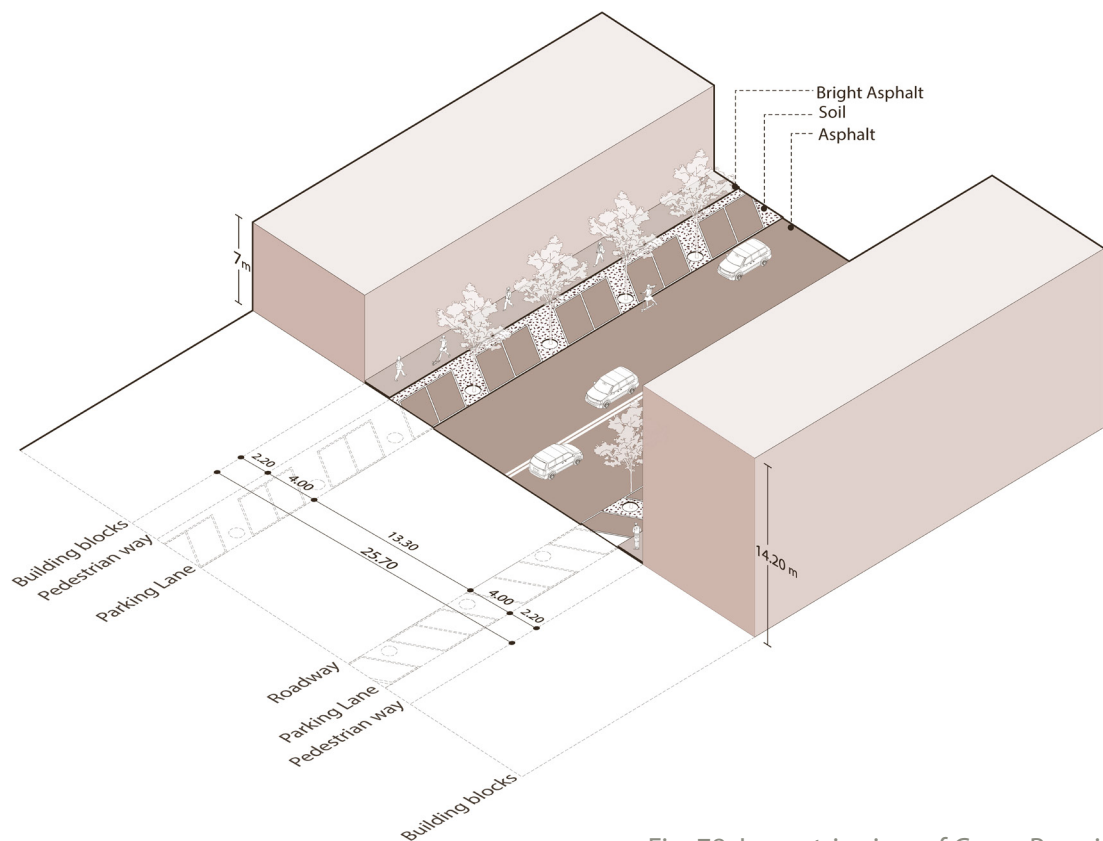 Bright Asphalt
Soil
Asphalt
7m
2.20
4.00
13.30
25.70
4.00
2.20
14.20 m
Building blocks
Pedestrian way
Parking Lane
Roadway
Parking Lane
Pedestrian way
Building blocks